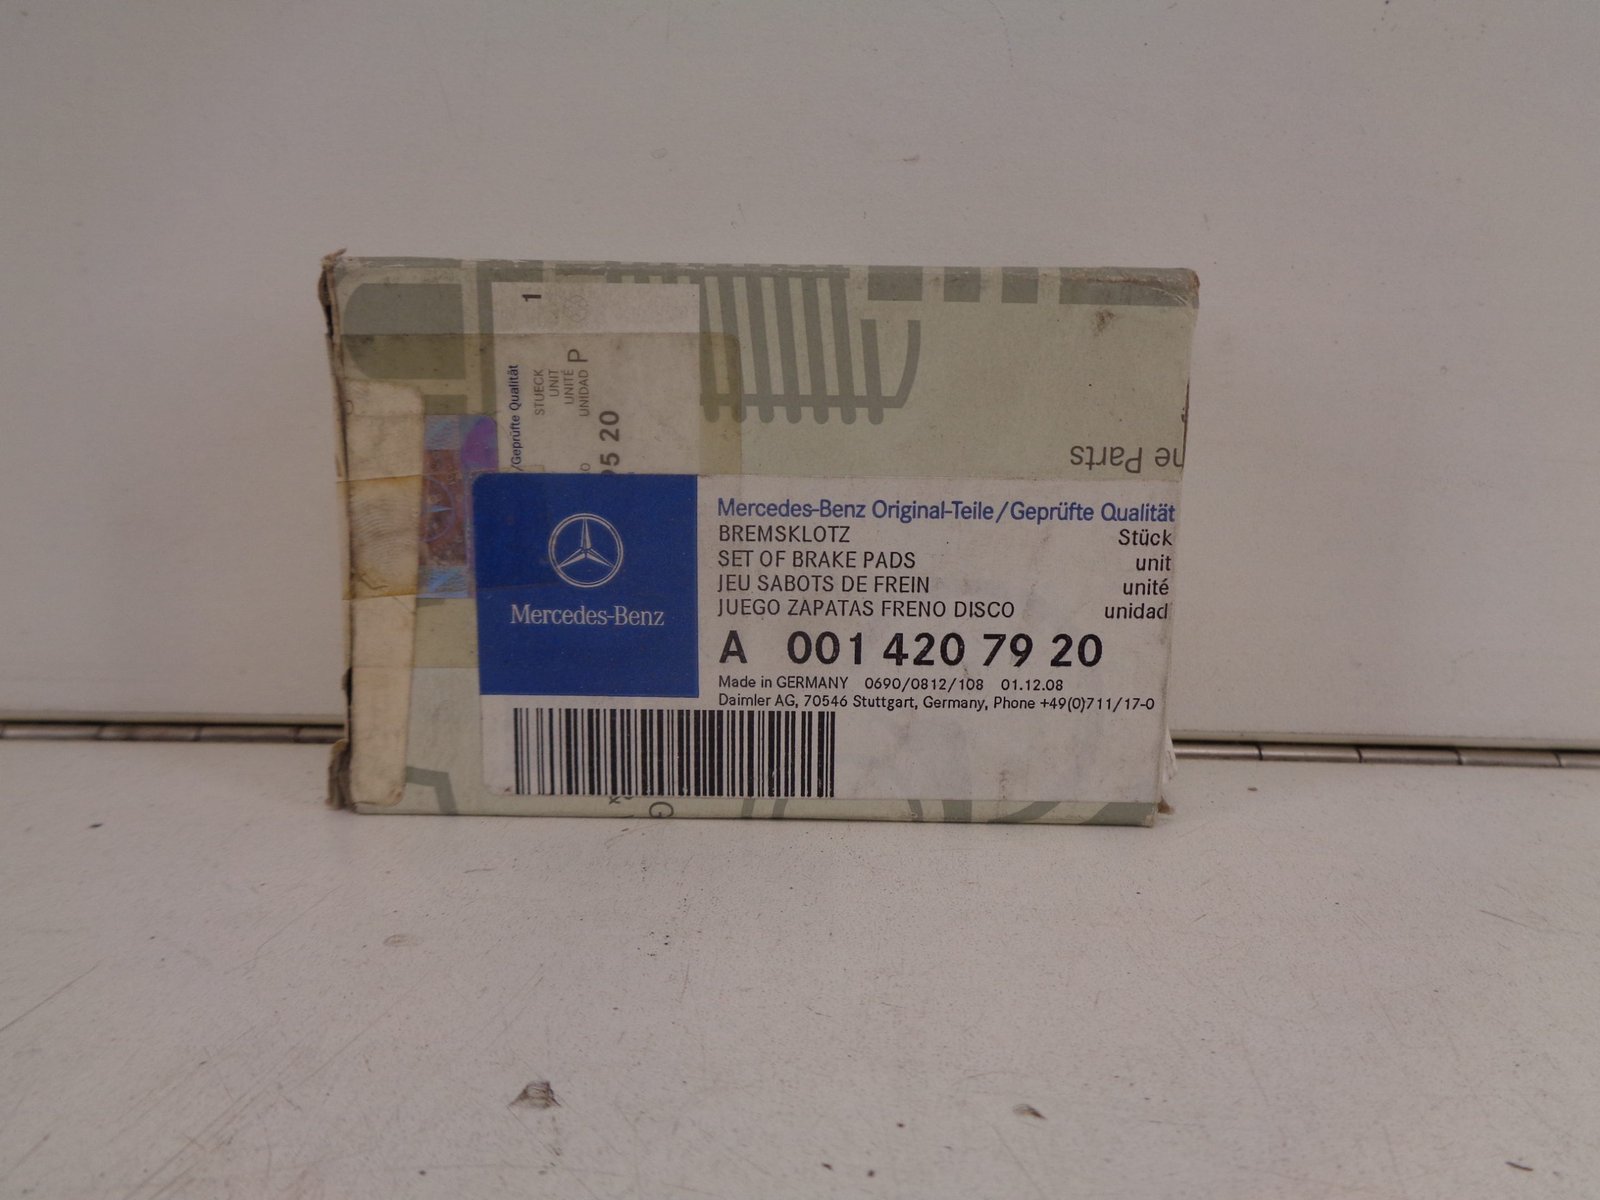 1
/Geprüfte Qualität
STUECK
UNIT
UNITÉ
UNIDAD P
5 20
ne Parts
Mercedes-Benz
Mercedes-Benz Original-Teile/Geprüfte Qualität
BREMSKLOTZ Stück
SET OF BRAKE PADS unit
JEU SABOTS DE FREIN unité
JUEGO ZAPATAS FRENO DISCO unidad
A 001 420 79 20
Made in GERMANY 0690/0812/108 01.12.08
Daimler AG, 70546 Stuttgart, Germany, Phone +49(0)711/17-0
G